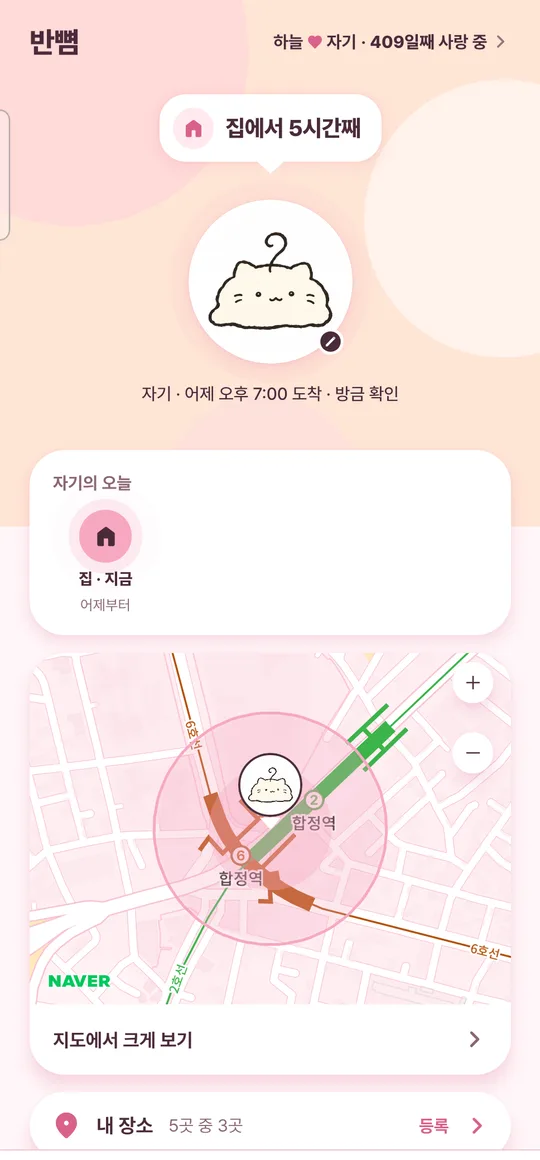 반뼘
하늘 ♥ 자기 · 409일째 사랑 중
집에서 5시간째
자기 · 어제 오후 7:00 도착 · 방금 확인
자기의 오늘
집 · 지금
어제부터
6호선
2
합정역
6
합정역
6호선
2호선
NAVER
지도에서 크게 보기
내 장소 5곳 중 3곳 등록